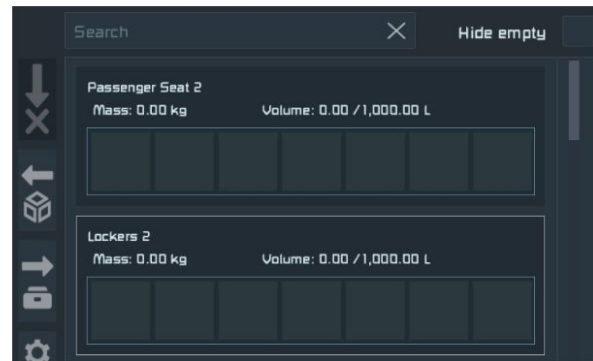 Search
Hide empty
Passenger Seat 2
Mass: 0.00 kg Volume: 0.00 /1,000.00 L
Lockers 2
Mass: 0.00 kg Volume: 0.00 /1,000.00 L